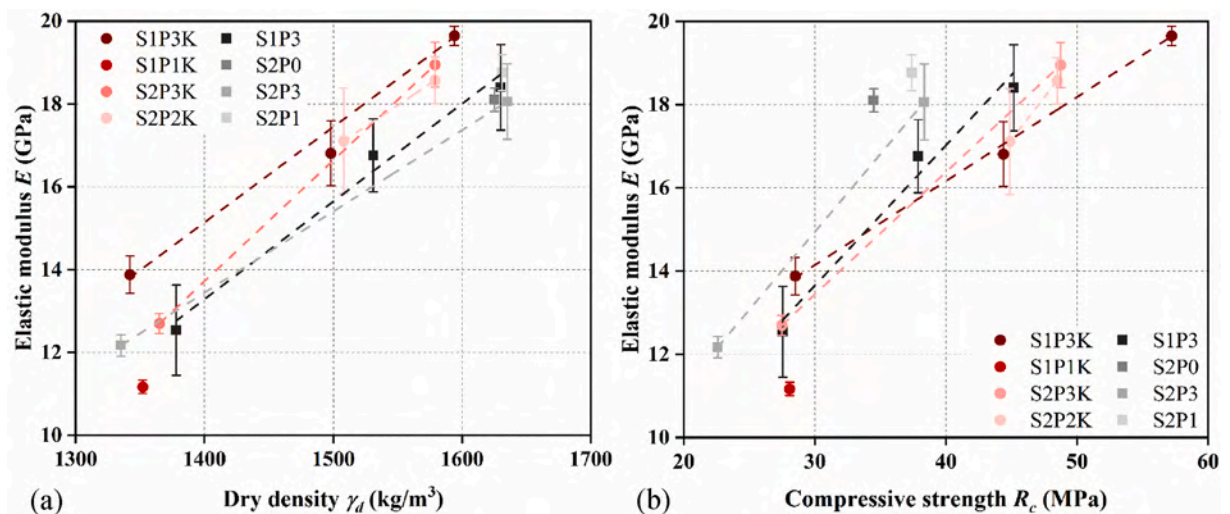 20
18
16
14
12
10
Elastic modulus E (GPa)
S1P3K S1P3
S1P1K S2P0
S2P3K S2P3
S2P2K S2P1
1300 1400 1500 1600 1700
(a) Dry density γd (kg/m³)
20
18
16
14
12
10
Elastic modulus E (GPa)
S1P3K S1P3
S1P1K S2P0
S2P3K S2P3
S2P2K S2P1
20 30 40 50 60
(b) Compressive strength Rc (MPa)